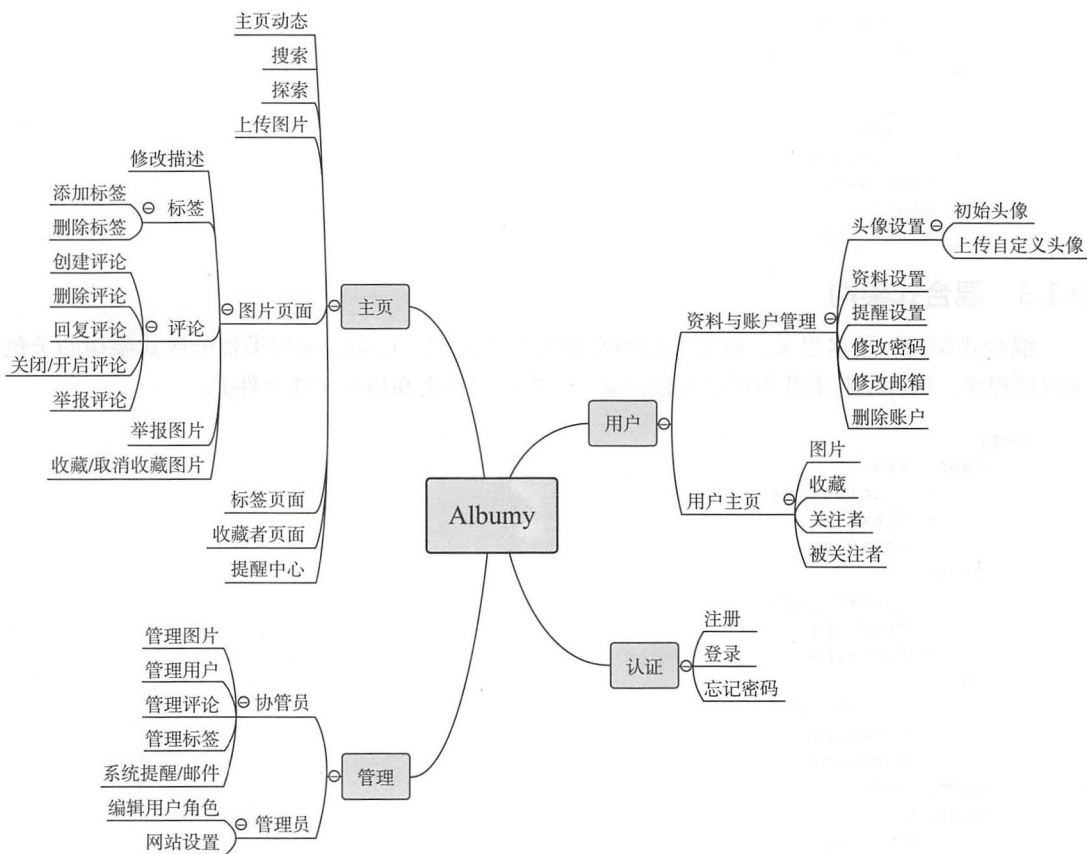 主页动态
搜索
探索
上传图片
修改描述
添加标签
标签
删除标签
创建评论
删除评论
图片页面
主页
回复评论
评论
关闭/开启评论
举报评论
举报图片
收藏/取消收藏图片
标签页面
收藏者页面
提醒中心
Albumy
初始头像
头像设置
上传自定义头像
资料设置
资料与账户管理
提醒设置
修改密码
修改邮箱
删除账户
用户
图片
用户主页
收藏
关注者
被关注者
注册
认证
登录
忘记密码
管理图片
管理用户
协管员
管理评论
管理标签
系统提醒/邮件
管理
编辑用户角色
管理员
网站设置